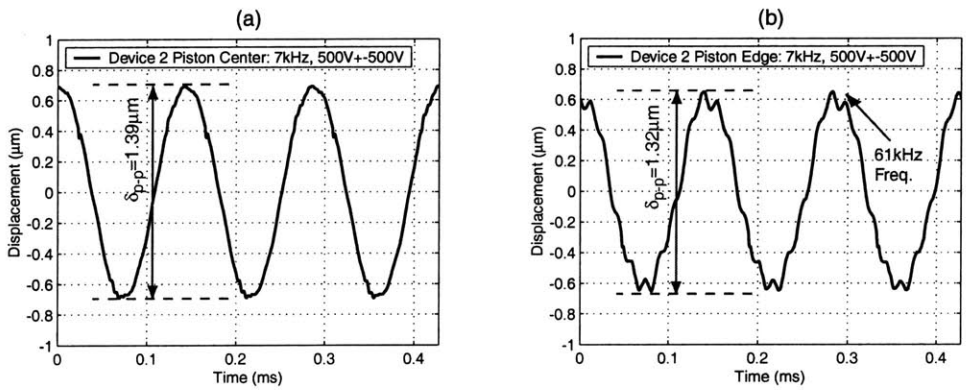 (a)
Device 2 Piston Center: 7kHz, 500V+-500V
1
0.8
0.6
0.4
0.2
0
-0.2
-0.4
-0.6
-0.8
-1
Displacement (µm)
δp-p=1.39µm
0
0.1
0.2
0.3
0.4
Time (ms)
(b)
Device 2 Piston Edge: 7kHz, 500V+-500V
1
0.8
0.6
0.4
0.2
0
-0.2
-0.4
-0.6
-0.8
-1
Displacement (µm)
δp-p=1.32µm
61kHz
Freq.
0
0.1
0.2
0.3
0.4
Time (ms)